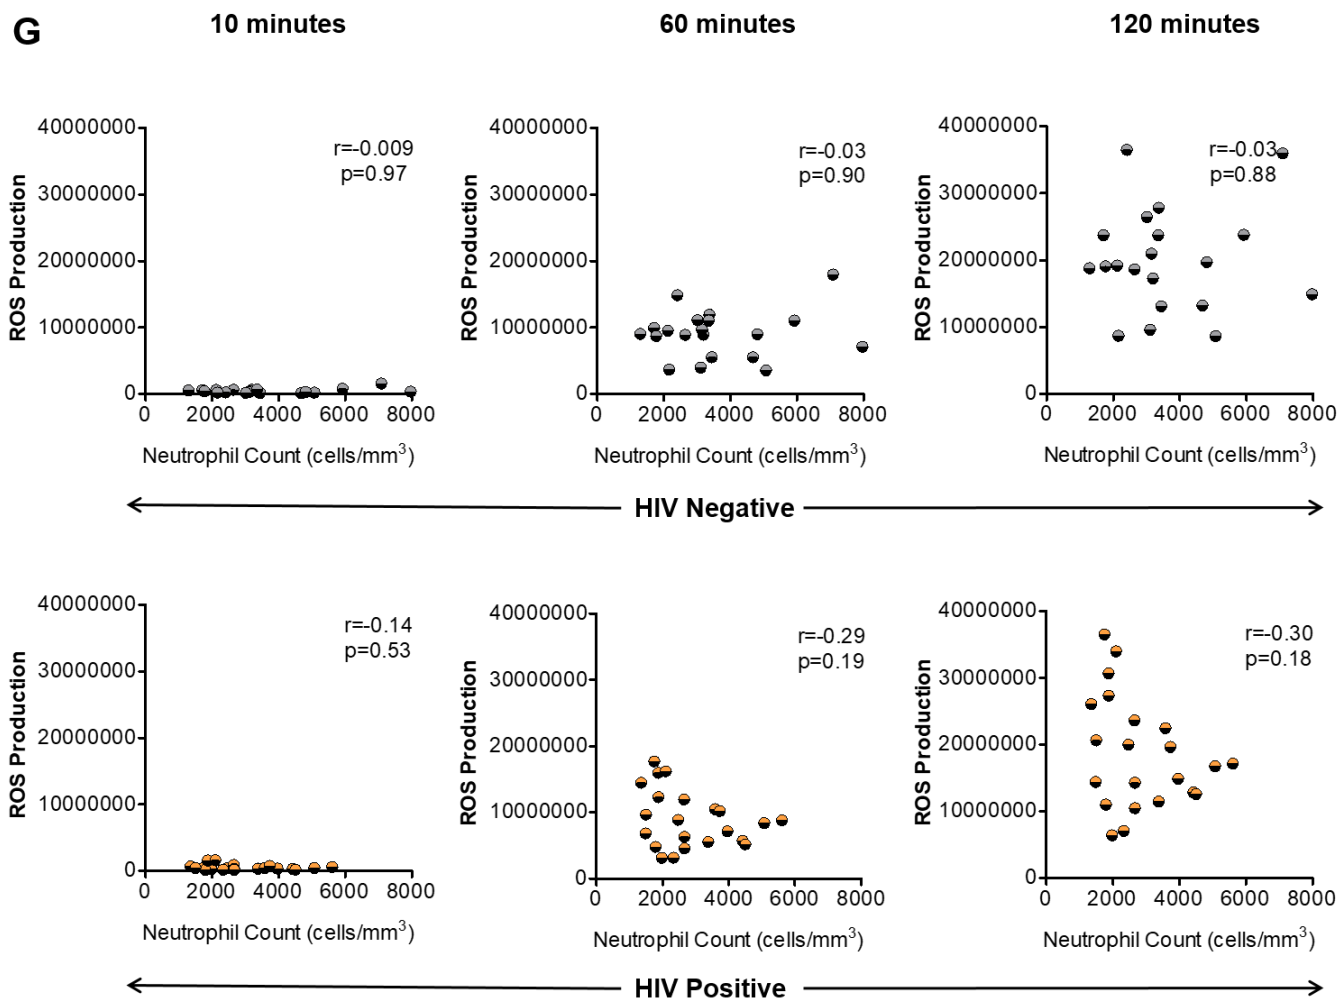 G
10 minutes
60 minutes
120 minutes
40000000
30000000
20000000
10000000
0
ROS Production
r=-0.009
p=0.97
0 2000 4000 6000 8000
Neutrophil Count (cells/mm³)
40000000
30000000
20000000
10000000
0
ROS Production
r=-0.03
p=0.90
0 2000 4000 6000 8000
Neutrophil Count (cells/mm³)
40000000
30000000
20000000
10000000
0
ROS Production
r=-0.03
p=0.88
0 2000 4000 6000 8000
Neutrophil Count (cells/mm³)
HIV Negative
40000000
30000000
20000000
10000000
0
ROS Production
r=-0.14
p=0.53
0 2000 4000 6000 8000
Neutrophil Count (cells/mm³)
40000000
30000000
20000000
10000000
0
ROS Production
r=-0.29
p=0.19
0 2000 4000 6000 8000
Neutrophil Count (cells/mm³)
40000000
30000000
20000000
10000000
0
ROS Production
r=-0.30
p=0.18
0 2000 4000 6000 8000
Neutrophil Count (cells/mm³)
HIV Positive